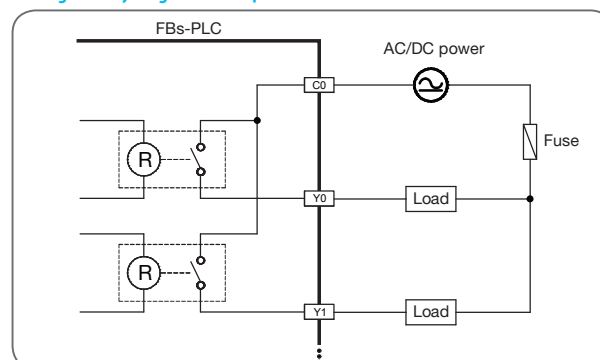 FBs-PLC
AC/DC power
C0
Fuse
R
Y0
Load
R
Y1
Load